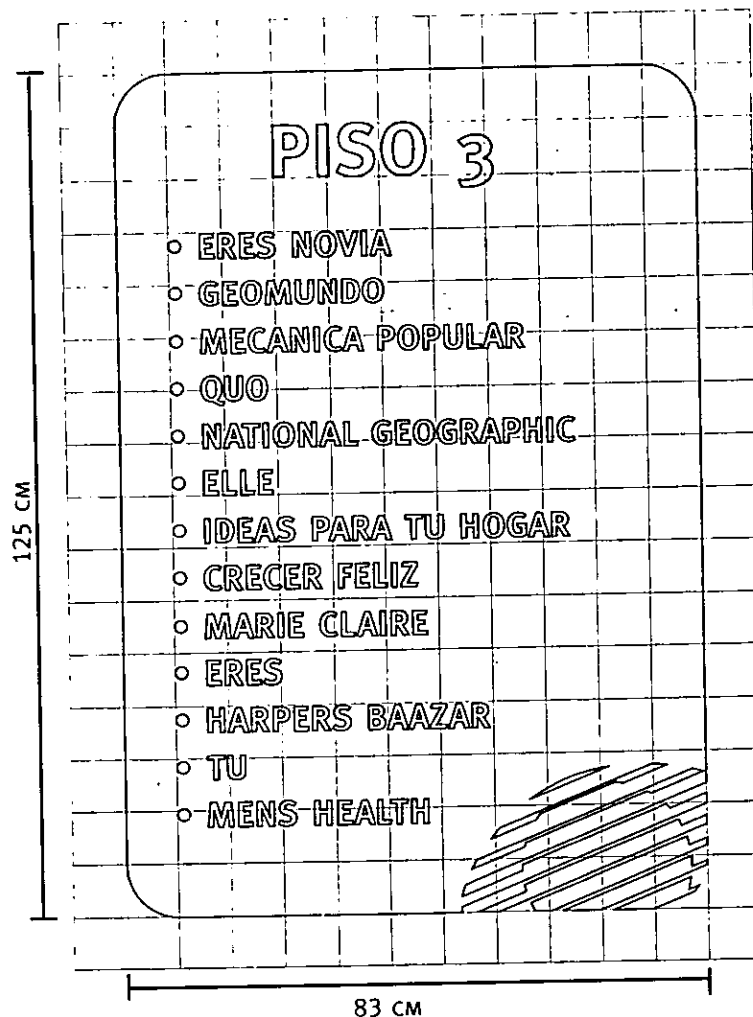 PISO 3
ERES NOVIA
GEOMUNDO
MECANICA POPULAR
QUO
NATIONAL GEOGRAPHIC
ELLE
IDEAS PARA TU HOGAR
CRECER FELIZ
MARIE CLAIRE
ERES
HARPERS BAAZAR
TU
MENS HEALTH
125 CM
83 CM